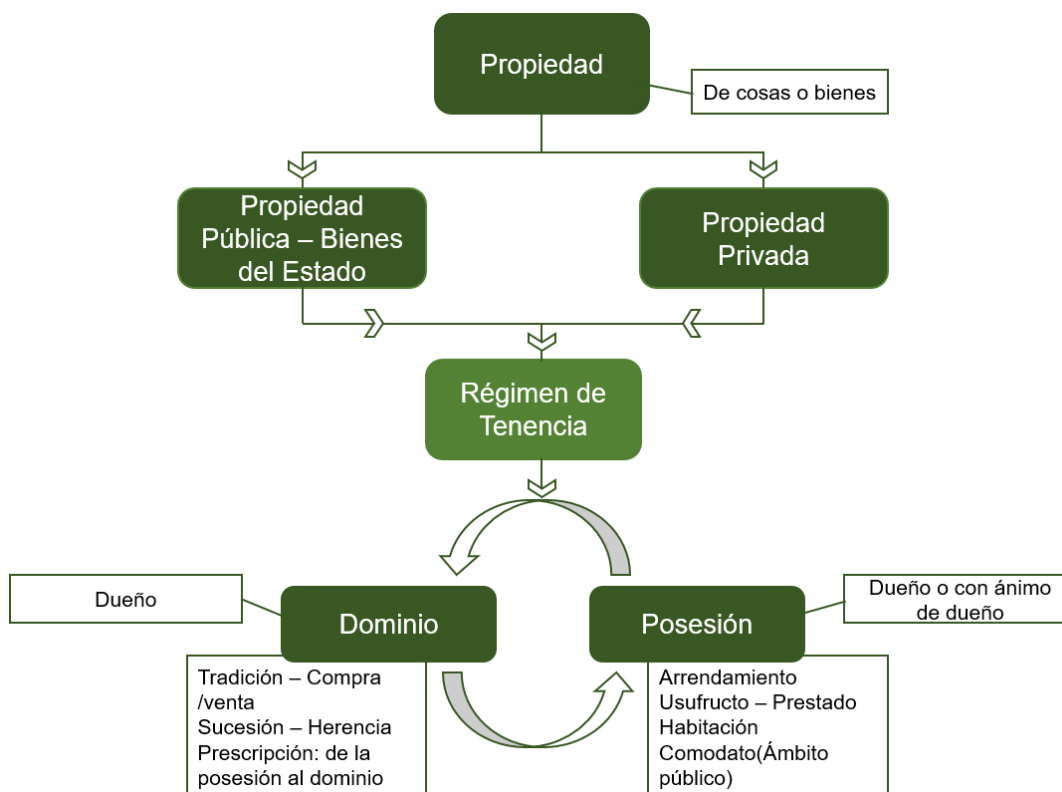 Propiedad
De cosas o bienes
Propiedad
Pública – Bienes
del Estado
Propiedad
Privada
Régimen de
Tenencia
Dueño
Dominio
Posesión
Dueño o con ánimo
de dueño
Tradición – Compra
/venta
Sucesión – Herencia
Prescripción: de la
posesión al dominio
Arrendamiento
Usufructo – Prestado
Habitación
Comodato(Ámbito
público)